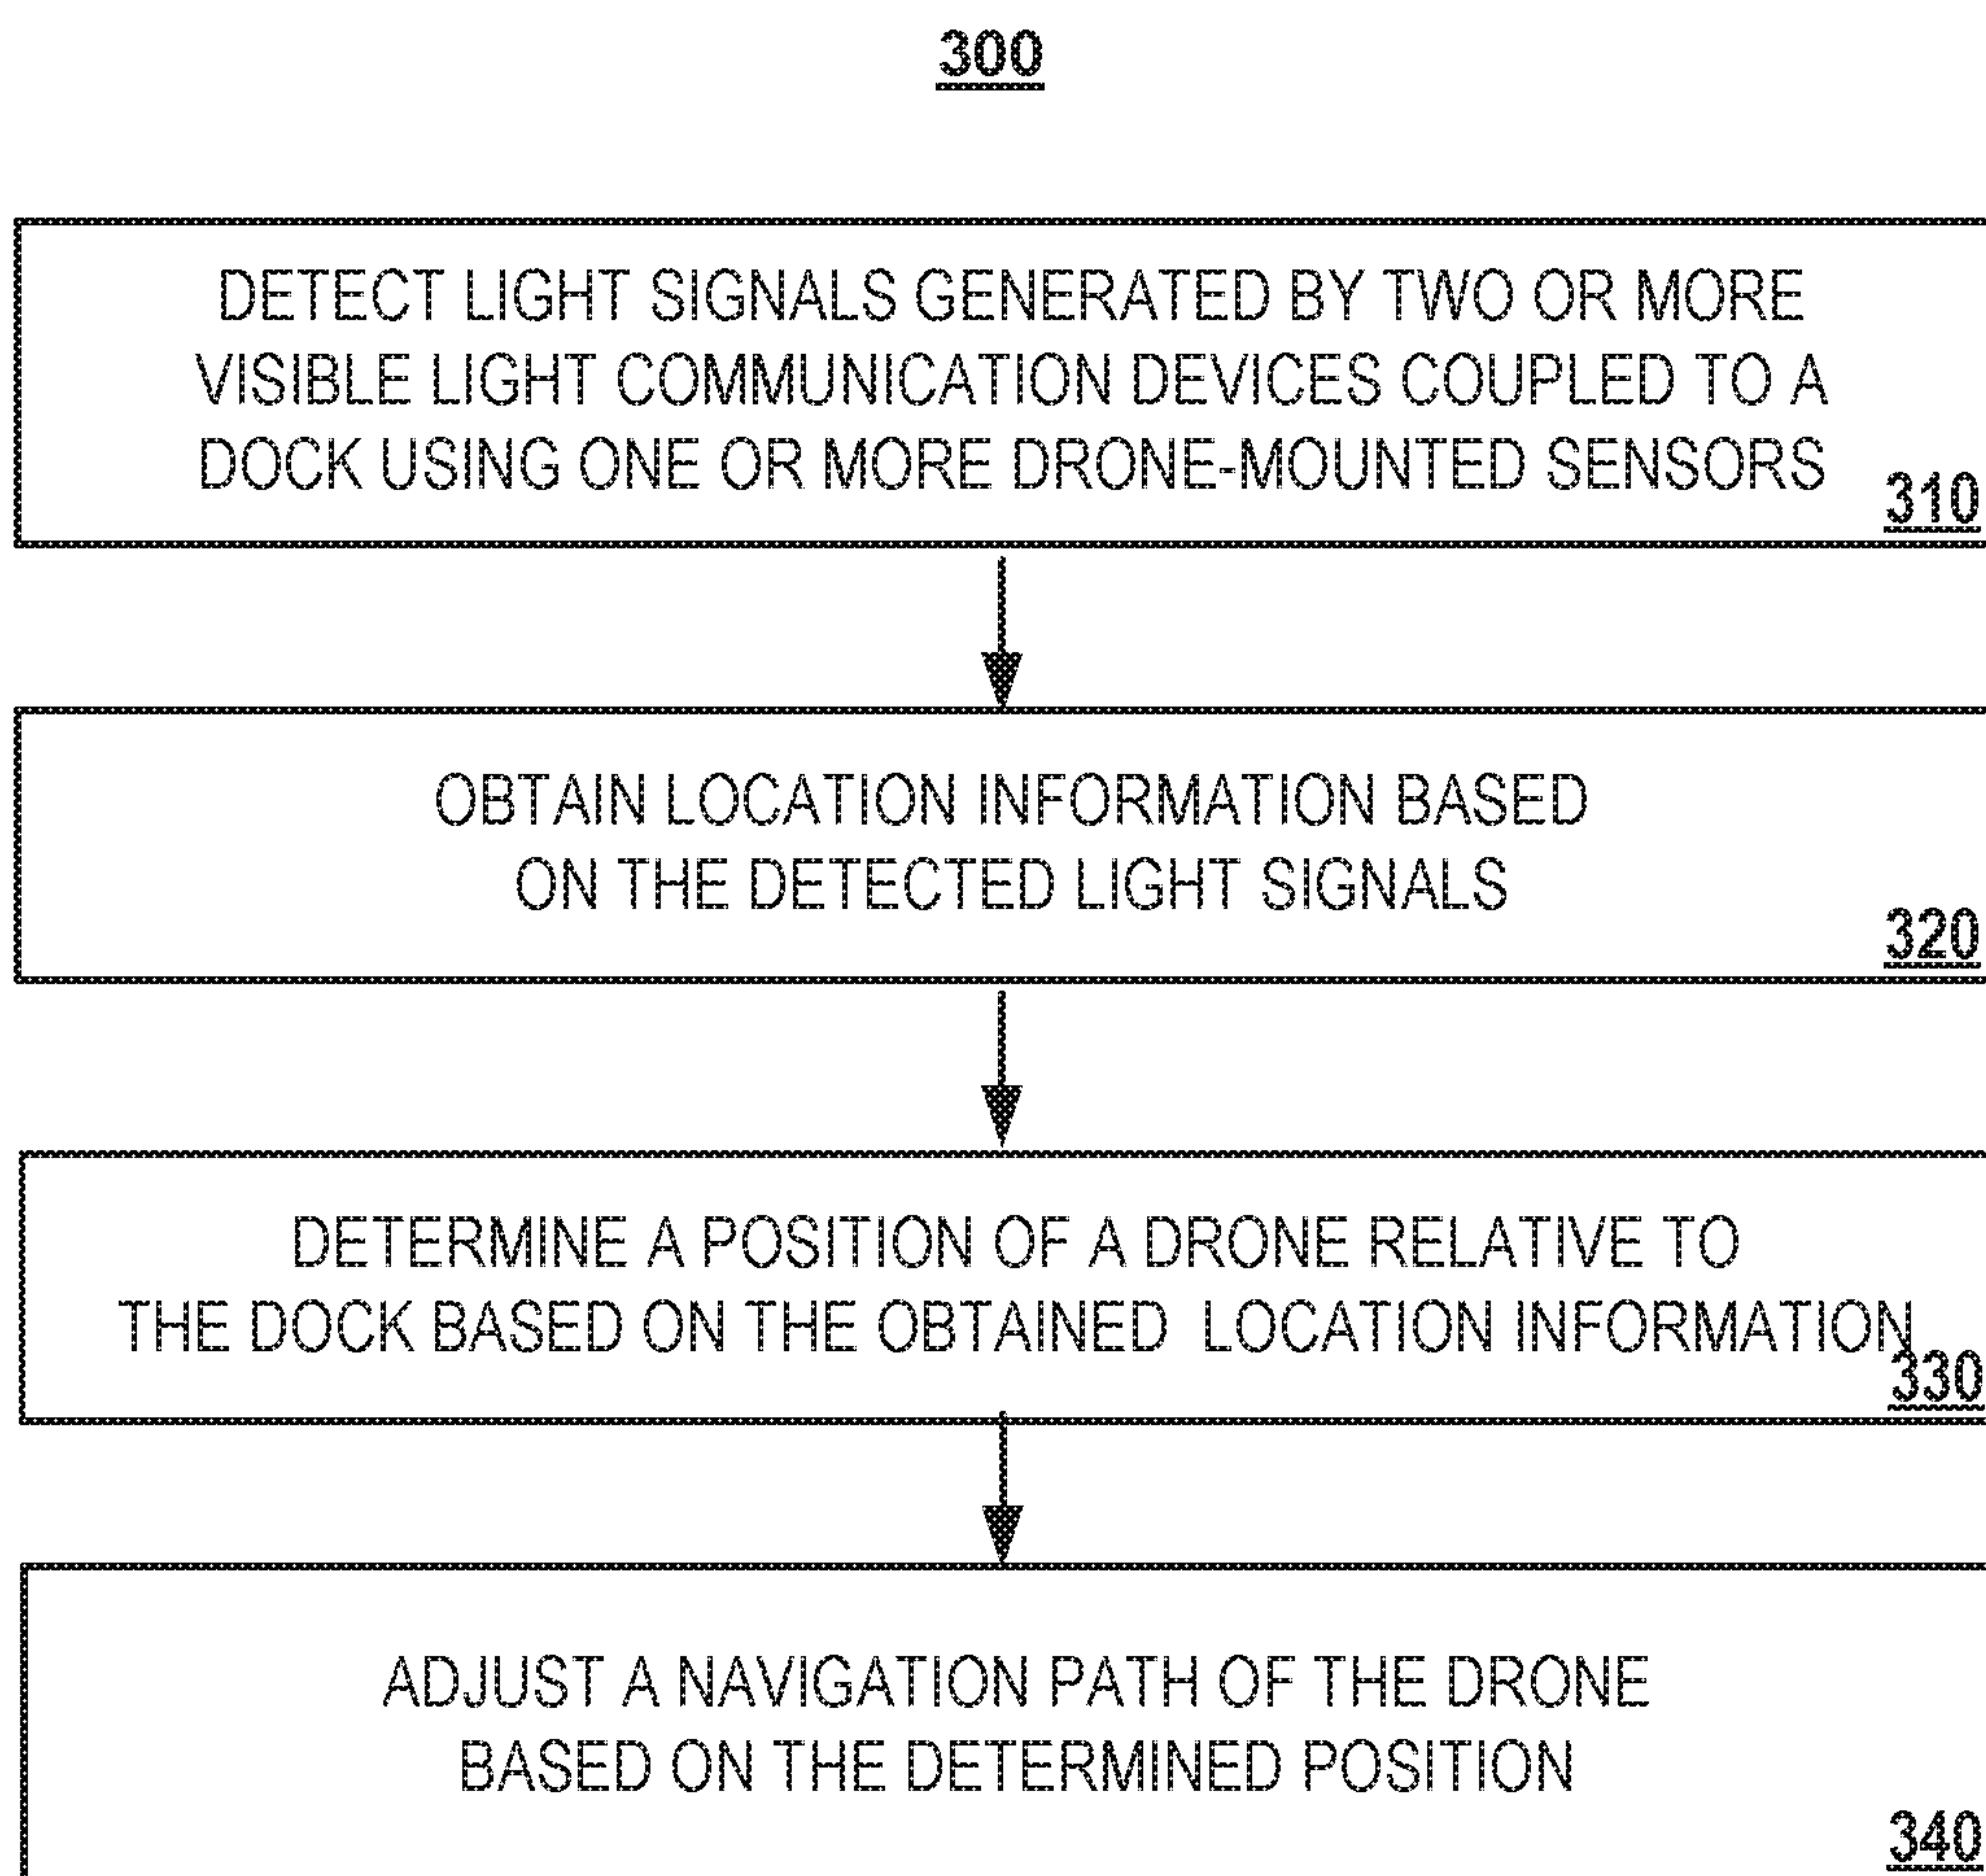 300
DETECT LIGHT SIGNALS GENERATED BY TWO OR MORE
VISIBLE LIGHT COMMUNICATION DEVICES COUPLED TO A
DOCK USING ONE OR MORE DRONE-MOUNTED SENSORS
310
OBTAIN LOCATION INFORMATION BASED
ON THE DETECTED LIGHT SIGNALS
320
DETERMINE A POSITION OF A DRONE RELATIVE TO
THE DOCK BASED ON THE OBTAINED LOCATION INFORMATION
330
ADJUST A NAVIGATION PATH OF THE DRONE
BASED ON THE DETERMINED POSITION
340